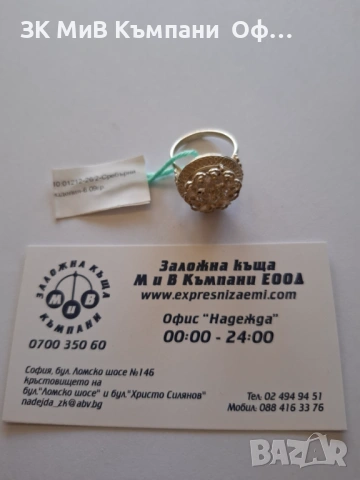 ЗК МиВ Къмпани Оф...
ЗАЛОЖНА КЪЩА
М И В
КЪМПАНИ
0700 350 60
Заложна къща
М и В Къмпани ЕООД
www.expresnizaemi.com
Офис "Надежда"
00:00 - 24:00
София, бул. Ломско шосе №146
кръстовището на
бул."Ломско шосе" и бул."Христо Силянов"
nadejda_zk@abv.bg
Тел: 02 494 94 51
Мобил: 088 416 33 76
BAZAR